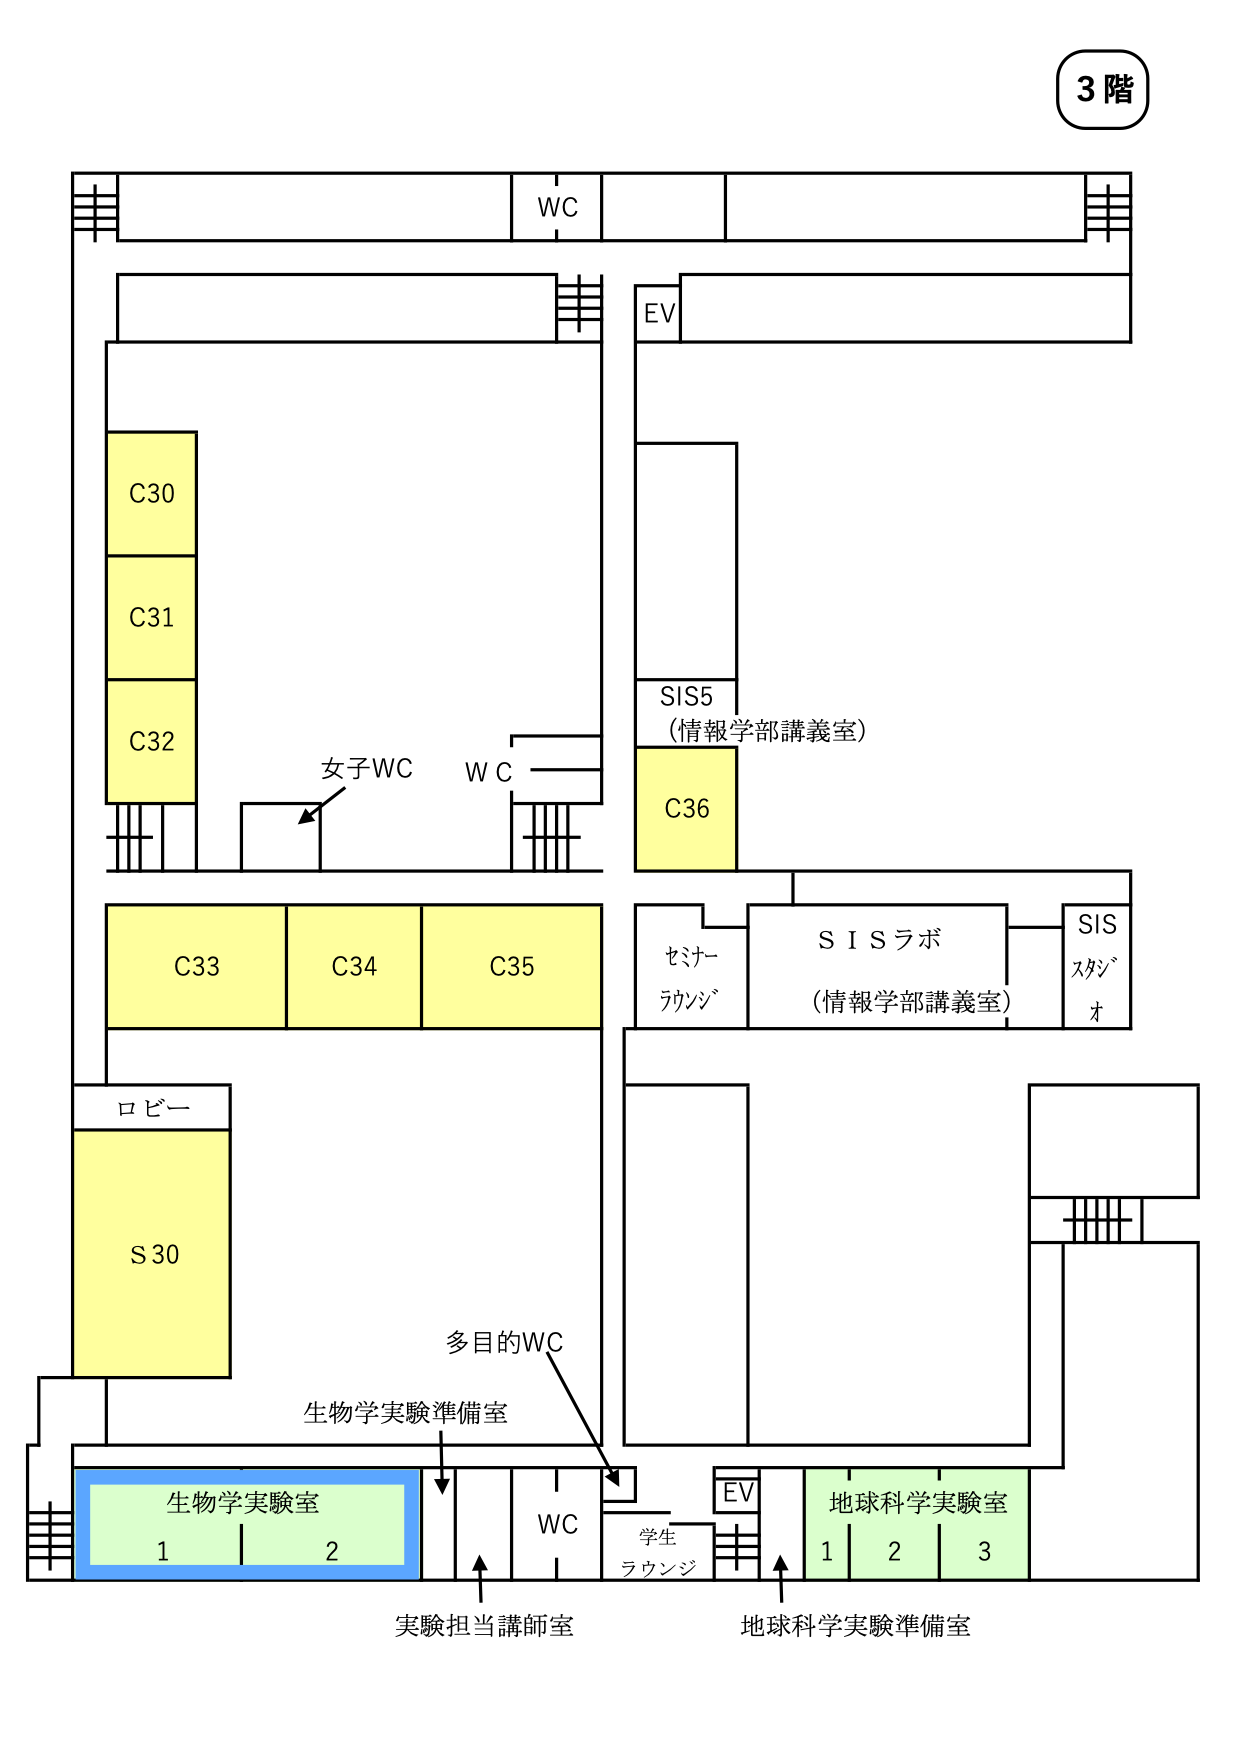 3 階
WC
EV
C30
C31
C32
SIS5
（情報学部講義室）
女子WC
ＷＣ
C36
C33
C34
C35
セミナー
ラウンジ
ＳＩＳラボ
（情報学部講義室）
SIS
スタジ
オ
ロビー
Ｓ30
多目的WC
生物学実験準備室
生物学実験室
1
2
WC
学生
ラウンジ
EV
地球科学実験室
1
2
3
実験担当講師室
地球科学実験準備室